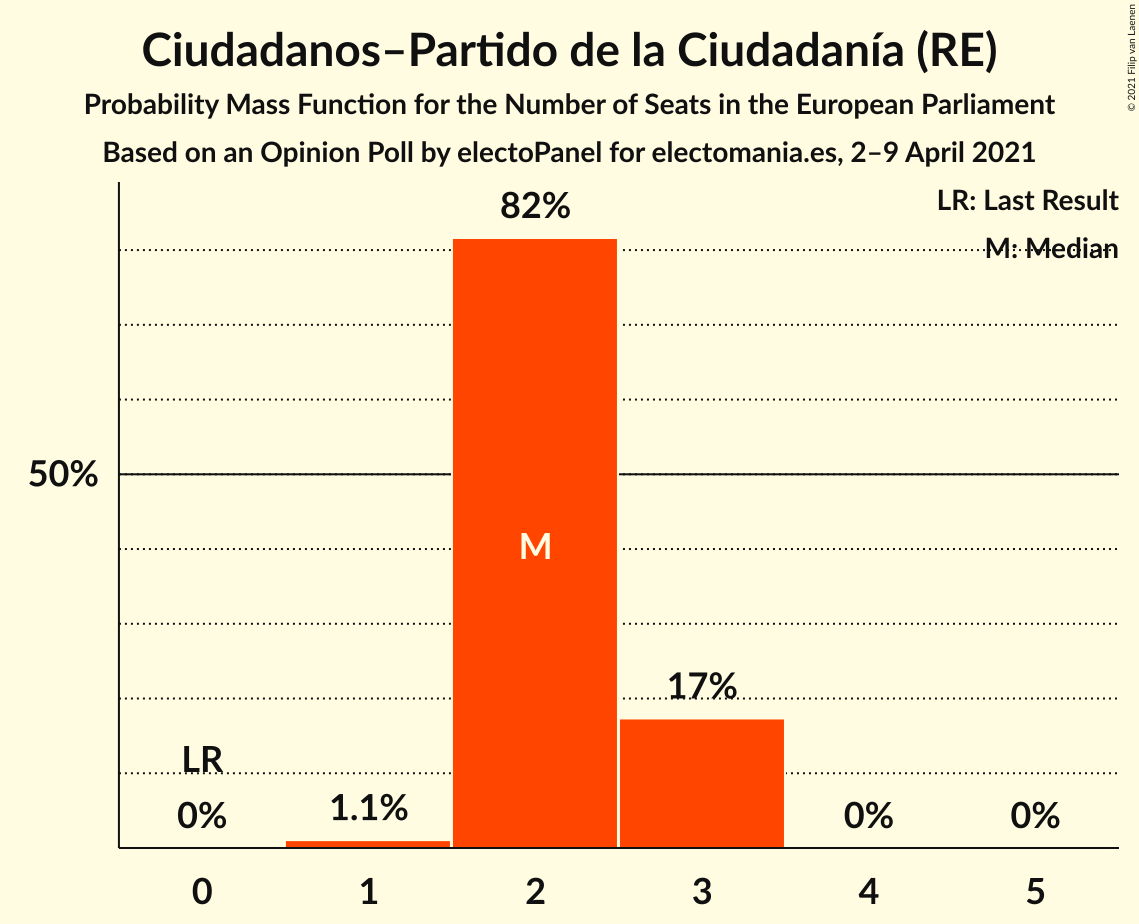 Ciudadanos–Partido de la Ciudadanía (RE)
Probability Mass Function for the Number of Seats in the European Parliament
Based on an Opinion Poll by electoPanel for electomania.es, 2–9 April 2021
© 2021 Filip van Laenen
LR: Last Result
M: Median
82%
50%
M
17%
LR
0%
1.1%
0%
0%
0 1 2 3 4 5